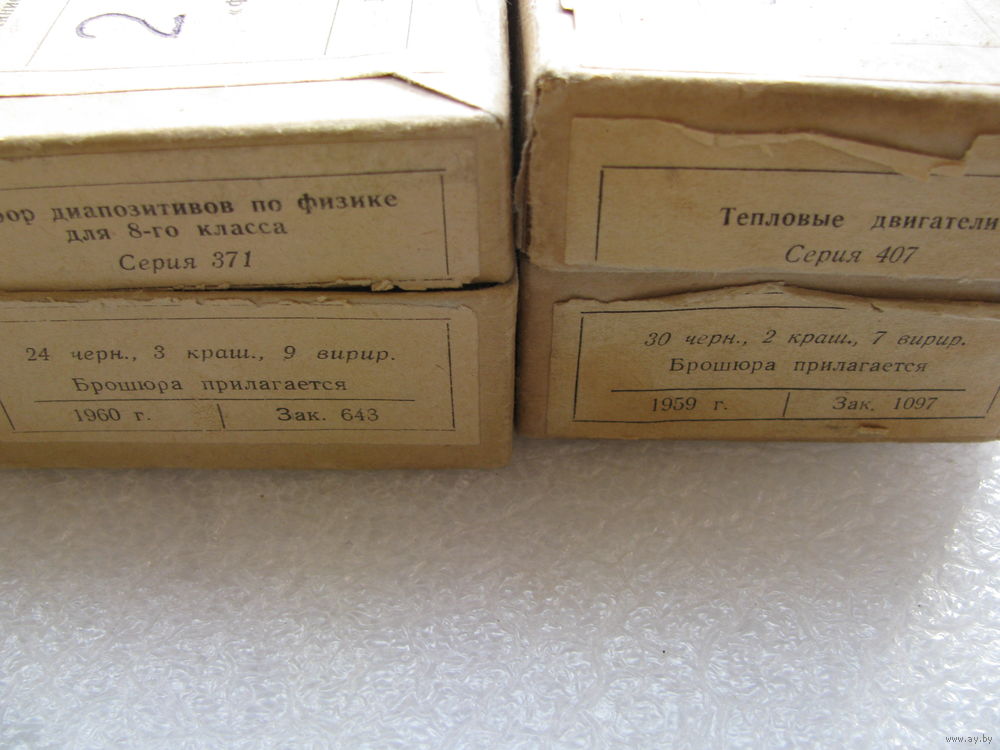 2
диапозитивов по физике
для 8-го класса
Серия 371
24 черн., 3 краш., 9 вирир.
Брошюра прилагается
1960 г. Зак. 643
Тепловые двигатели
Серия 407
30 черн., 2 краш., 7 вирир.
Брошюра прилагается
1959 г. Зак. 1097
www.ay.by